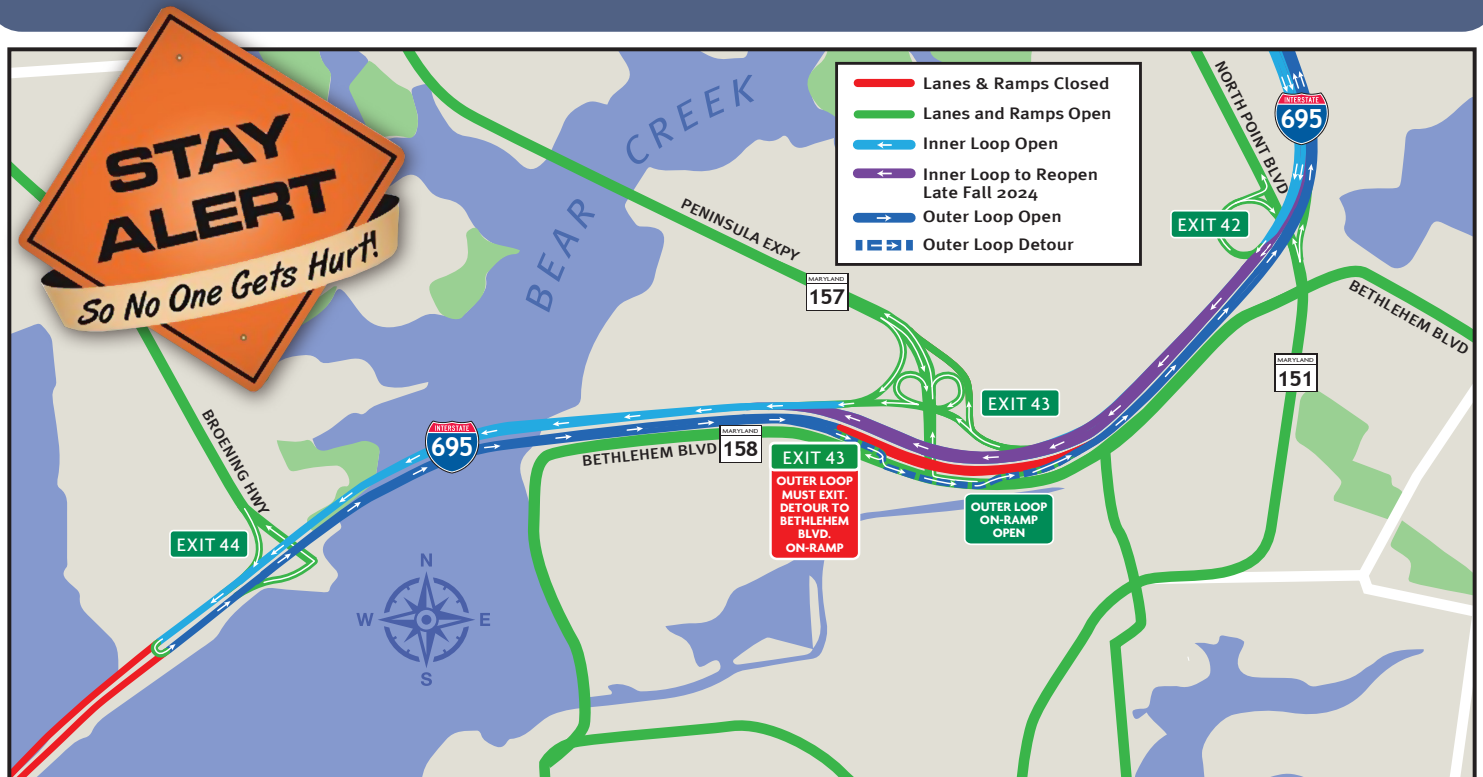 STAY
ALERT
So No One Gets Hurt!
Lanes & Ramps Closed
Lanes and Ramps Open
Inner Loop Open
Inner Loop to Reopen
Late Fall 2024
Outer Loop Open
Outer Loop Detour
BEAR CREEK
PENINSULA EXPY
MARYLAND
157
NORTH POINT BLVD
INTERSTATE
695
EXIT 42
BETHLEHEM BLVD
MARYLAND
151
EXIT 43
BROENING HWY
INTERSTATE
695
BETHLEHEM BLVD
MARYLAND
158
EXIT 43
OUTER LOOP
MUST EXIT.
DETOUR TO
BETHLEHEM
BLVD.
ON-RAMP
OUTER LOOP
ON-RAMP
OPEN
EXIT 44
N
W
E
S